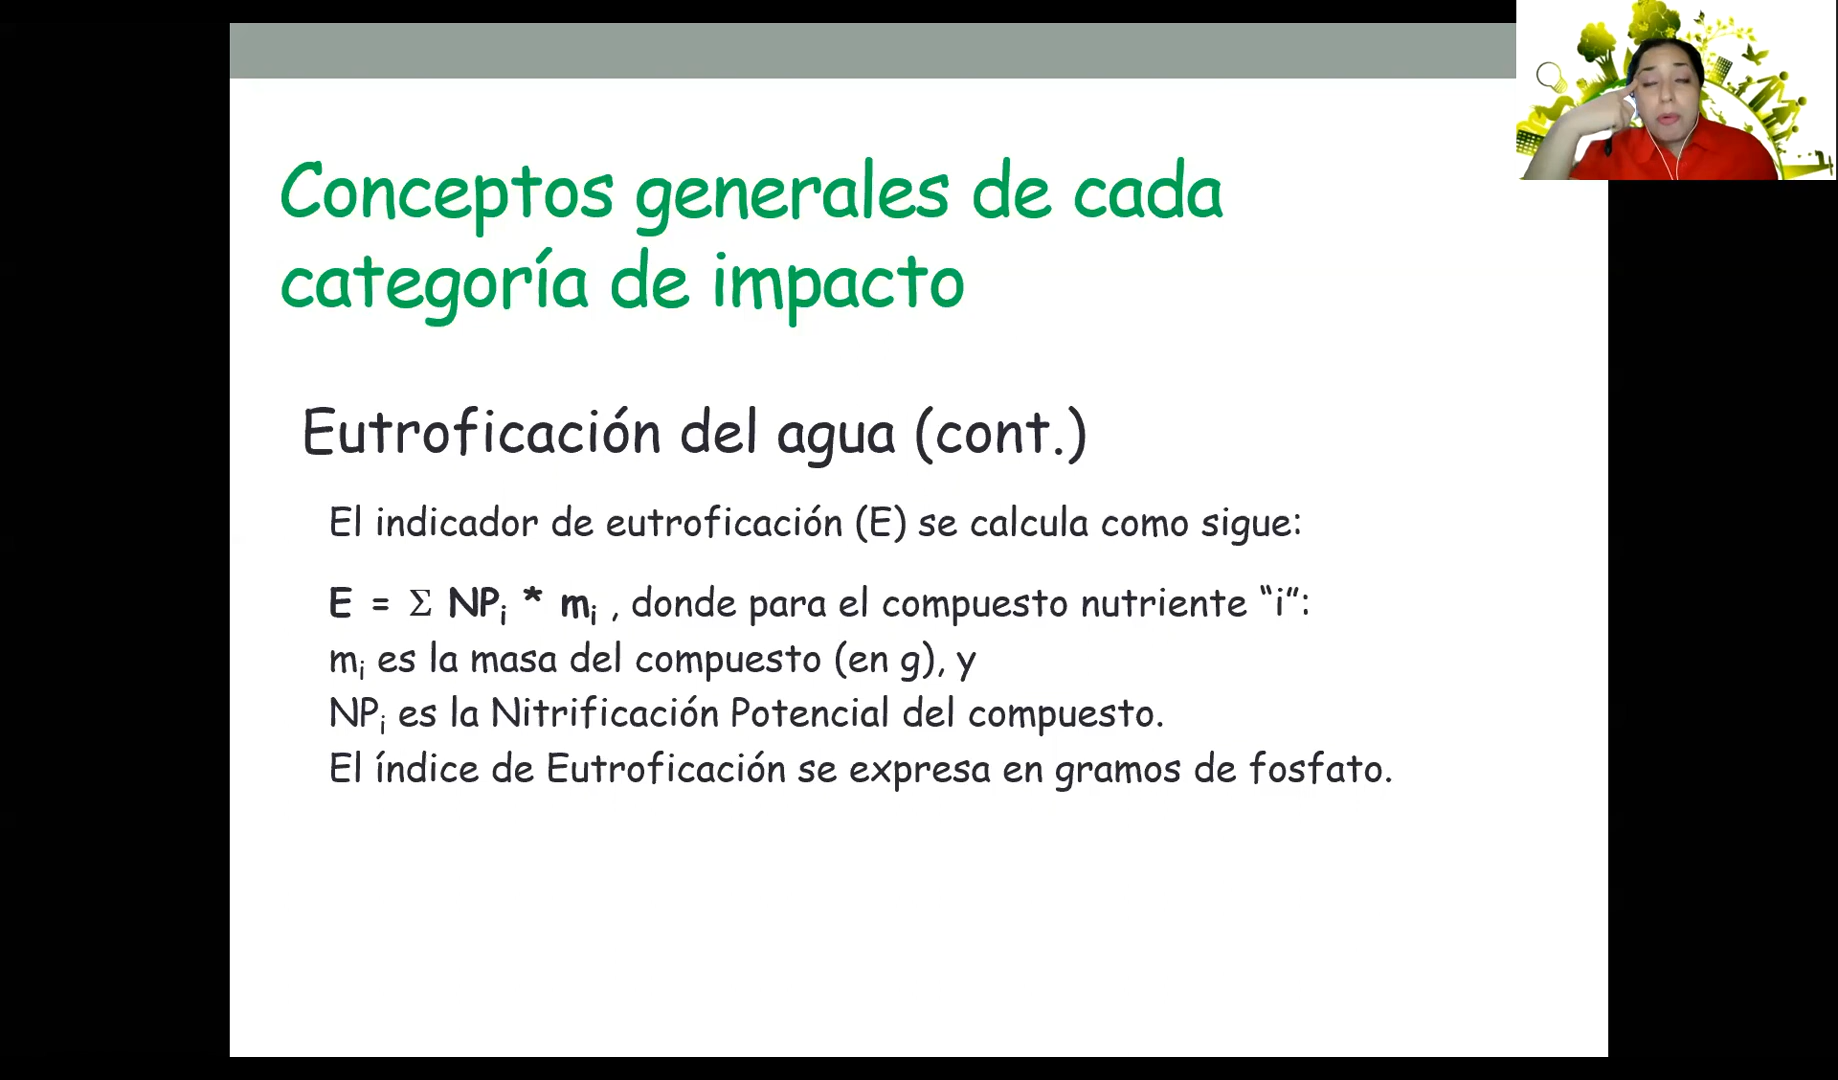 Conceptos generales de cada
categoría de impacto
Eutroficación del agua (cont.)
El indicador de eutroficación (E) se calcula como sigue:
E = Σ NPi * mi , donde para el compuesto nutriente “i”:
mi es la masa del compuesto (en g), y
NPi es la Nitrificación Potencial del compuesto.
El índice de Eutroficación se expresa en gramos de fosfato.